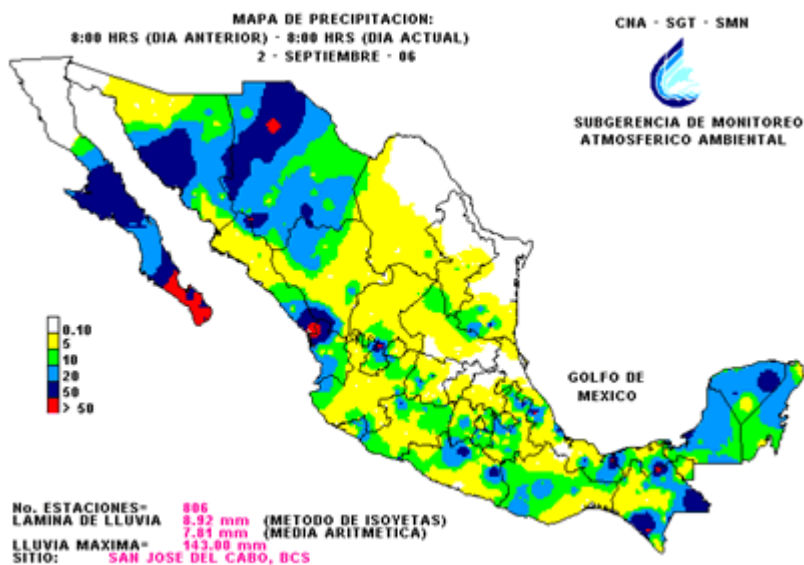 MAPA DE PRECIPITACION:
8:00 HRS (DIA ANTERIOR) - 8:00 HRS (DIA ACTUAL)
2 - SEPTIEMBRE - 06
CNA - SGT - SMN
SUBGERENCIA DE MONITOREO
ATMOSFERICO AMBIENTAL
0.10
5
10
20
50
> 50
GOLFO DE
MEXICO
No. ESTACIONES= 806
LAMINA DE LLUVIA 8.92 mm (METODO DE ISOYETAS)
7.81 mm (MEDIA ARITMETICA)
LLUVIA MAXIMA= 143.00 mm
SITIO: SAN JOSE DEL CABO, BCS